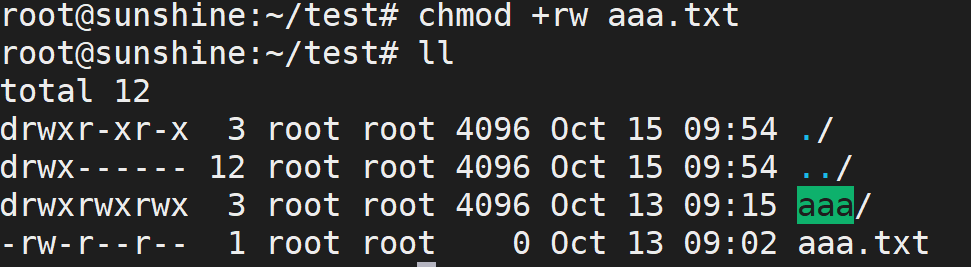 root@sunshine:~/test# chmod +rw aaa.txt
root@sunshine:~/test# ll
total 12
drwxr-xr-x  3 root root 4096 Oct 15 09:54 ./
drwx------ 12 root root 4096 Oct 15 09:54 ../
drwxrwxrwx  3 root root 4096 Oct 13 09:15 aaa/
-rw-r--r--  1 root root    0 Oct 13 09:02 aaa.txt